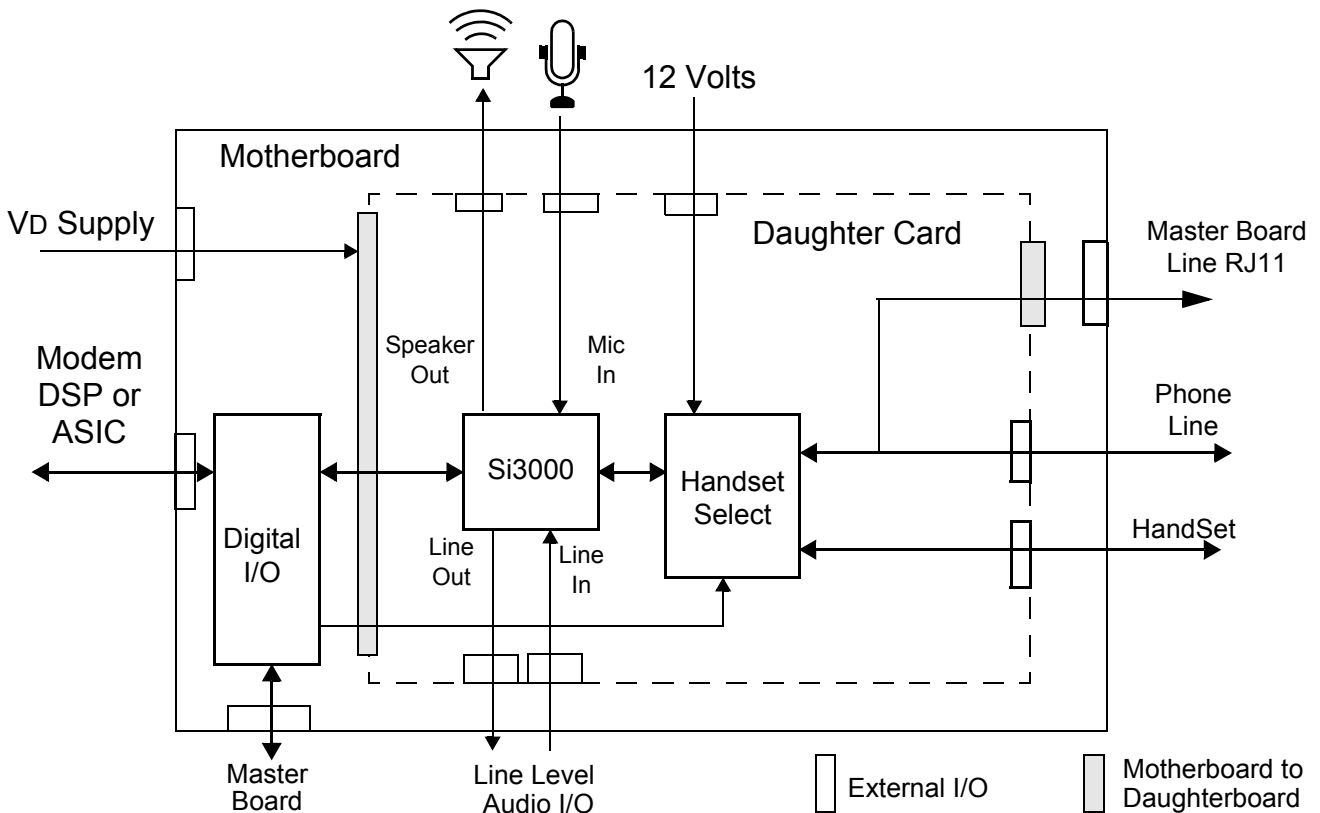 12 Volts
Motherboard
VD Supply
Daughter Card
Master Board
Line RJ11
Speaker
Out
Mic
In
Modem
DSP or
ASIC
Phone
Line
Si3000
Handset
Select
HandSet
Digital
I/O
Line
Out
Line
In
Master
Board
Line Level
Audio I/O
External I/O
Motherboard to
Daughterboard